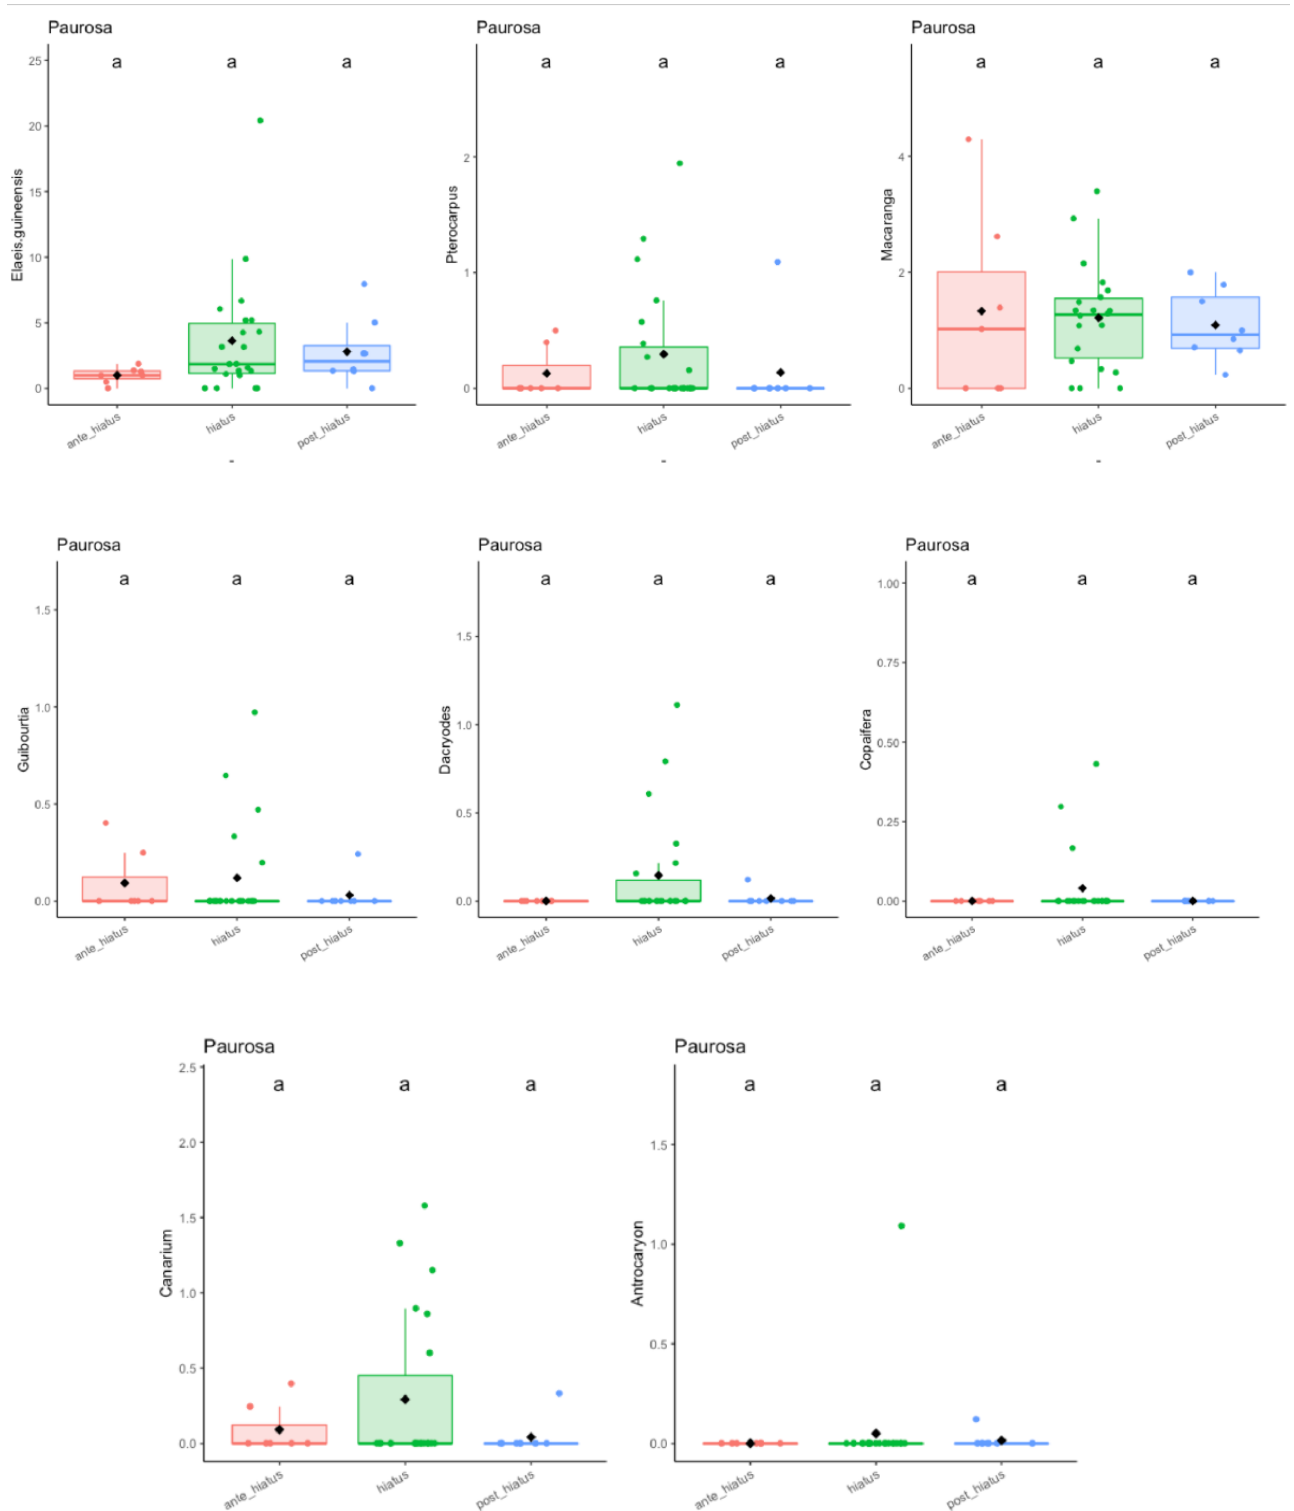 Paurosa
a a a
25
20
15
10
5
0
Elaeis.guineensis
ante_hiatus
hiatus
post_hiatus
-
Paurosa
a a a
2
1
0
Pterocarpus
ante_hiatus
hiatus
post_hiatus
-
Paurosa
a a a
4
2
0
Macaranga
ante_hiatus
hiatus
post_hiatus
-
Paurosa
a a a
1.5
1.0
0.5
0.0
Guibourtia
ante_hiatus
hiatus
post_hiatus
Paurosa
a a a
1.5
1.0
0.5
0.0
Dacryodes
ante_hiatus
hiatus
post_hiatus
Paurosa
a a a
1.00
0.75
0.50
0.25
0.00
Copaifera
ante_hiatus
hiatus
post_hiatus
Paurosa
a a a
2.5
2.0
1.5
1.0
0.5
0.0
Canarium
ante_hiatus
hiatus
post_hiatus
Paurosa
a a a
1.5
1.0
0.5
0.0
Antrocaryon
ante_hiatus
hiatus
post_hiatus